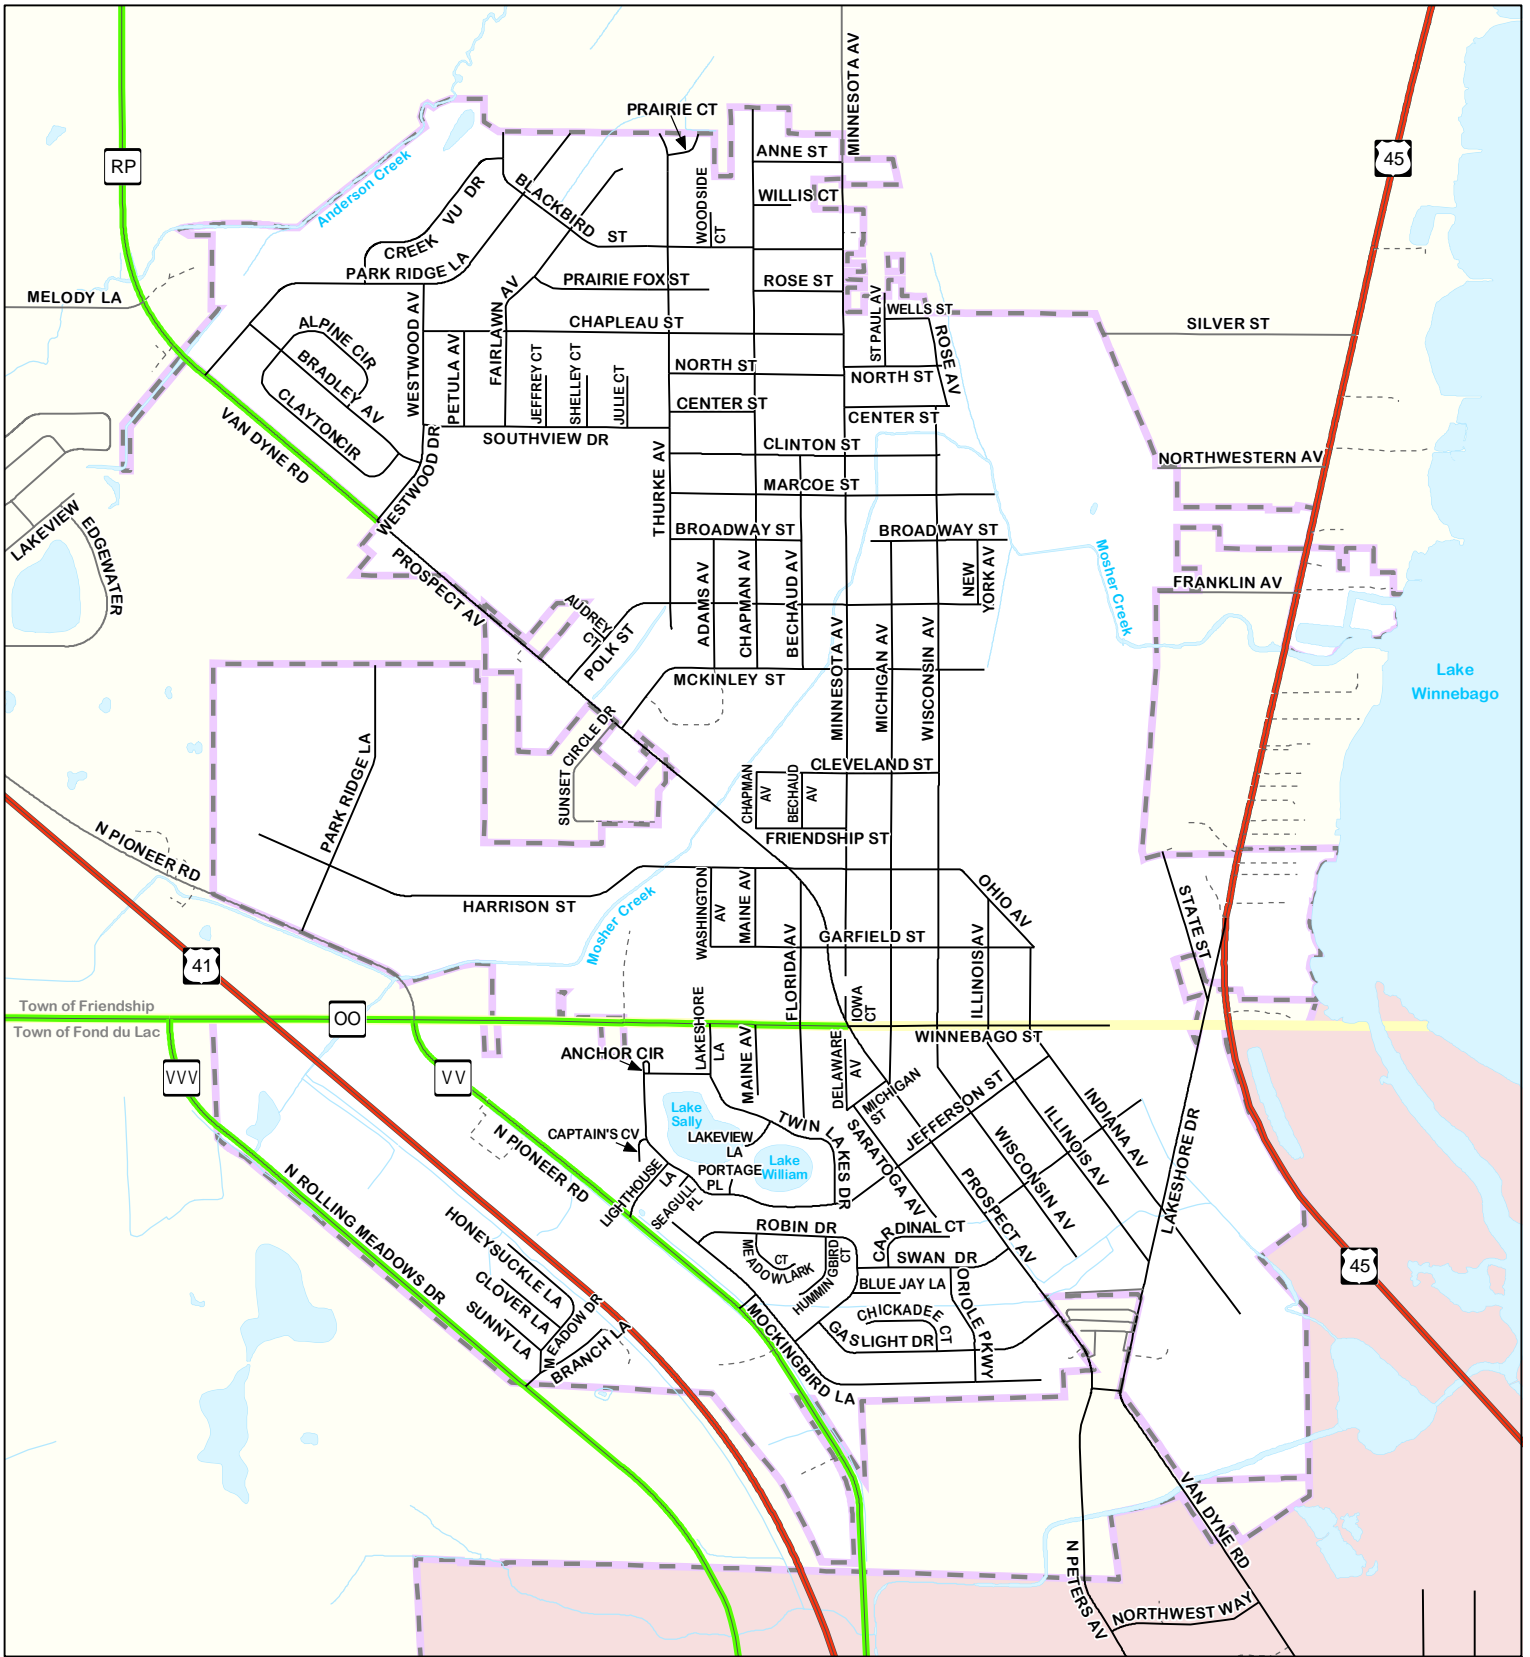 PRAIRIE CT
MINNESOTA AV
ANNE ST
45
RP
Anderson Creek
WILLIS CT
WOODSIDE
CT
BLACKBIRD
ST
CREEK VU DR
PARK RIDGE LA
PRAIRIE FOX ST
ROSE ST
MELODY LA
WESTWOOD AV
FAIRLAWN AV
ST PAUL AV
WELLS ST
ROSE AV
SILVER ST
CHAPLEAU ST
ALPINE CIR
BRADLEY AV
CLAYTON CIR
PETULA AV
JEFFREY CT
SHELLEY CT
JULIE CT
NORTH ST
NORTH ST
CENTER ST
CENTER ST
VAN DYNE RD
SOUTHVIEW DR
CLINTON ST
WESTWOOD DR
THURKE AV
MARCOE ST
NORTHWESTERN AV
LAKEVIEW
EDGEWATER
BROADWAY ST
BROADWAY ST
PROSPECT AV
ADAMS AV
CHAPMAN AV
BECHAUD AV
NEW
YORK AV
Mosher Creek
FRANKLIN AV
AUDREY
CT
POLK ST
MINNESOTA AV
MICHIGAN AV
WISCONSIN AV
MCKINLEY ST
Lake
Winnebago
SUNSET CIRCLE DR
PARK RIDGE LA
CLEVELAND ST
CHAPMAN
AV
BECHAUD
AV
FRIENDSHIP ST
N PIONEER RD
HARRISON ST
Mosher Creek
WASHINGTON
AV
MAINE AV
FLORIDA AV
OHIO AV
STATE ST
GARFIELD ST
ILLINOIS AV
41
Town of Friendship
OO
Town of Fond du Lac
IOWA
CT
WINNEBAGO ST
LAKESHORE
LA
MAINE AV
DELAWARE
AV
ANCHOR CIR
VVV
VV
MICHIGAN
ST
JEFFERSON ST
INDIANA AV
ILLINOIS AV
WISCONSIN AV
Lake
Sally
TWIN LAKES DR
SARATOGA AV
LAKESHORE DR
CAPTAIN'S CV
LAKEVIEW
LA
Lake
William
PORTAGE
PL
N PIONEER RD
LIGHTHOUSE
LA
SEAGULL
PL
PROSPECT AV
N ROLLING MEADOWS DR
HONEYSUCKLE LA
CLOVER LA
SUNNY LA
MEADOW DR
BRANCH LA
ROBIN DR
CARDINAL CT
MEADOWLARK
CT
HUMMINGBIRD
CT
SWAN DR
BLUE JAY LA
ORIOLE PKWY
CHICKADEE CT
GASLIGHT DR
MOCKINGBIRD LA
45
VAN DYNE RD
N PETERS AV
NORTHWEST WAY